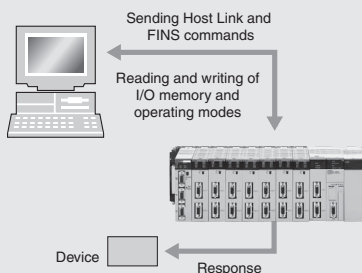 Sending Host Link and
FINS commands
Reading and writing of
I/O memory and
operating modes
Device
Response